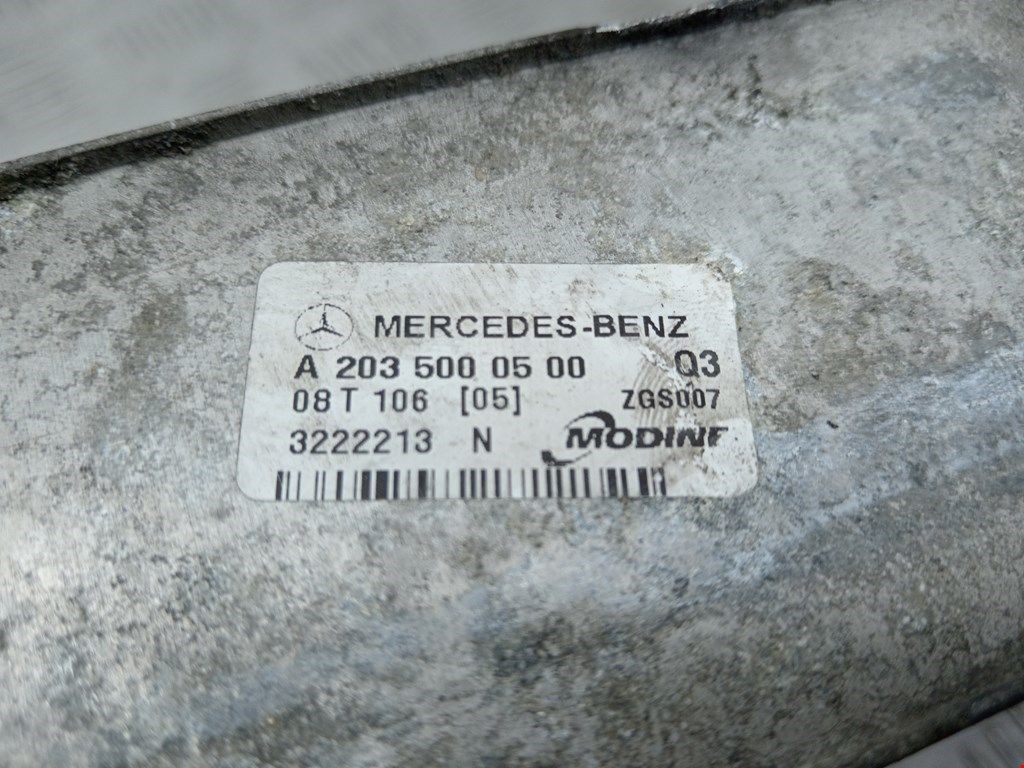 MERCEDES-BENZ
A 203 500 05 00 Q3
08 T 106 [05] ZGS007
3222213 N MODINE